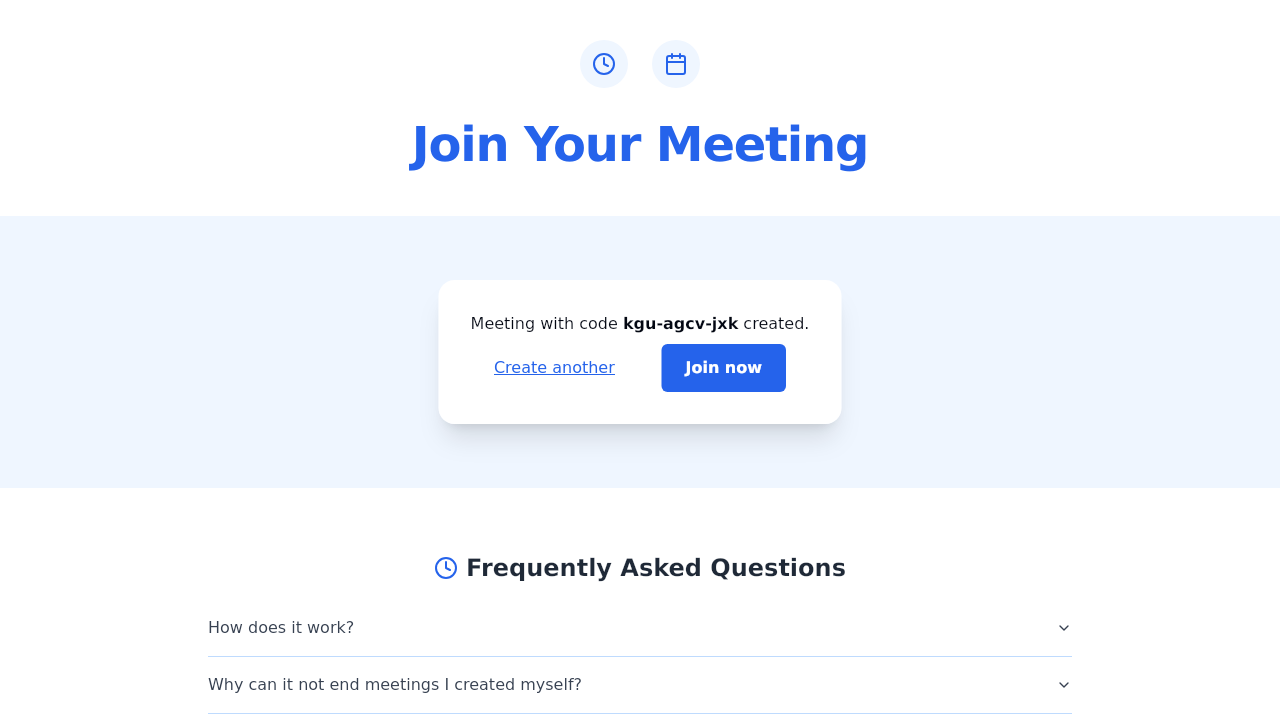 Join Your Meeting
Meeting with code kgu-agcv-jxk created.
Create another
Join now
Frequently Asked Questions
How does it work?
Why can it not end meetings I created myself?